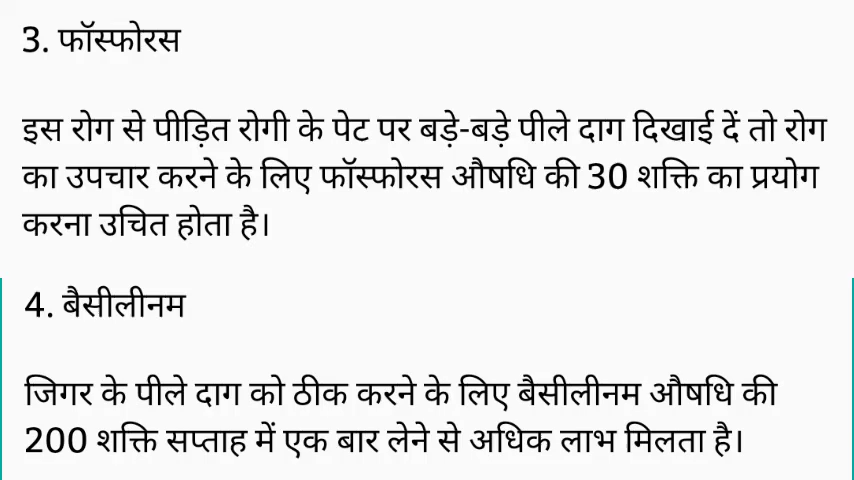 3. फॉस्फोरस
इस रोग से पीड़ित रोगी के पेट पर बड़े-बड़े पीले दाग दिखाई दें तो रोग
का उपचार करने के लिए फॉस्फोरस औषधि की 30 शक्ति का प्रयोग
करना उचित होता है।
4. बैसीलीनम
जिगर के पीले दाग को ठीक करने के लिए बैसीलीनम औषधि की
200 शक्ति सप्ताह में एक बार लेने से अधिक लाभ मिलता है।